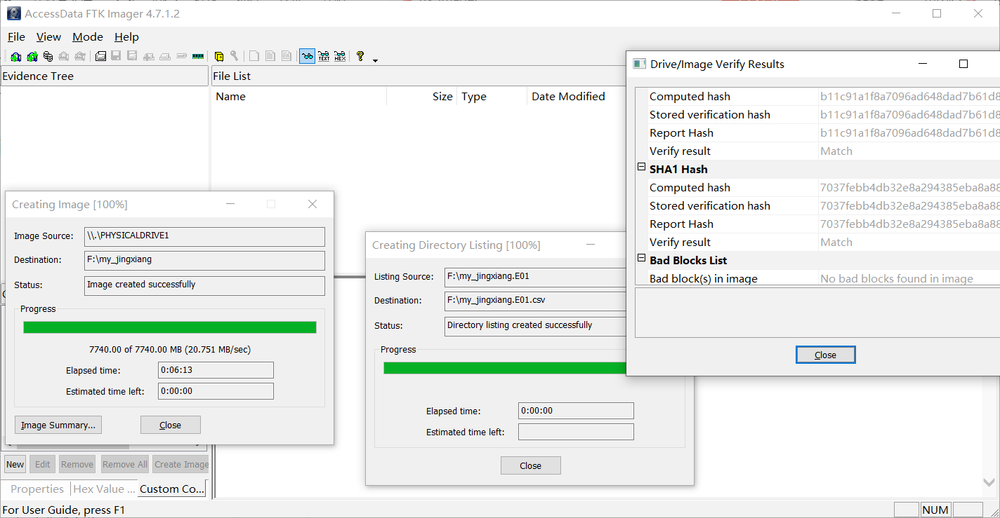 AccessData FTK Imager 4.7.1.2
File View Mode Help
Evidence Tree
File List
Name Size Type Date Modified
Drive/Image Verify Results
Computed hash b11c91a1f8a7096ad648dad7b61d8
Stored verification hash b11c91a1f8a7096ad648dad7b61d8
Report Hash b11c91a1f8a7096ad648dad7b61d8
Verify result Match
SHA1 Hash
Computed hash 7037febb4db32e8a294385eba8a88
Stored verification hash 7037febb4db32e8a294385eba8a88
Report Hash 7037febb4db32e8a294385eba8a88
Verify result Match
Bad Blocks List
Bad block(s) in image No bad blocks found in image
Close
Creating Image [100%]
Image Source: \\.\PHYSICALDRIVE1
Destination: F:\my_jingxiang
Status: Image created successfully
Progress
7740.00 of 7740.00 MB (20.751 MB/sec)
Elapsed time: 0:06:13
Estimated time left: 0:00:00
Image Summary... Close
Creating Directory Listing [100%]
Listing Source: F:\my_jingxiang.E01
Destination: F:\my_jingxiang.E01.csv
Status: Directory listing created successfully
Progress
Elapsed time: 0:00:00
Estimated time left:
Close
New Edit Remove Remove All Create Image
Properties Hex Value ... Custom Co...
For User Guide, press F1
NUM